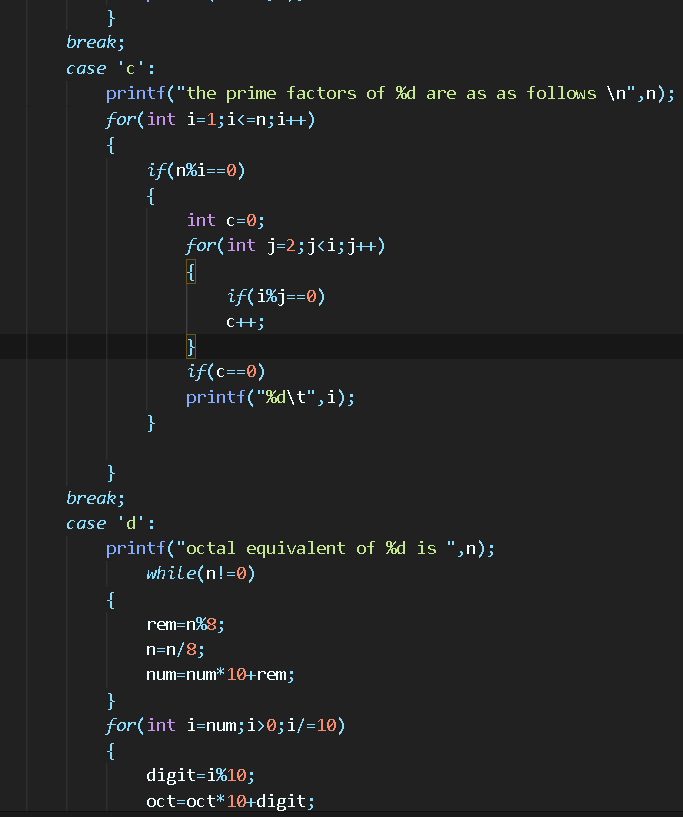 }
break;
case 'c':
printf("the prime factors of %d are as as follows \n",n);
for(int i=1;i<=n;i++)
{
if(n%i==0)
{
int c=0;
for(int j=2;j<i;j++)
{
if(i%j==0)
c++;
}
if(c==0)
printf("%d\t",i);
}
}
break;
case 'd':
printf("octal equivalent of %d is ",n);
while(n!=0)
{
rem=n%8;
n=n/8;
num=num*10+rem;
}
for(int i=num;i>0;i/=10)
{
digit=i%10;
oct=oct*10+digit;